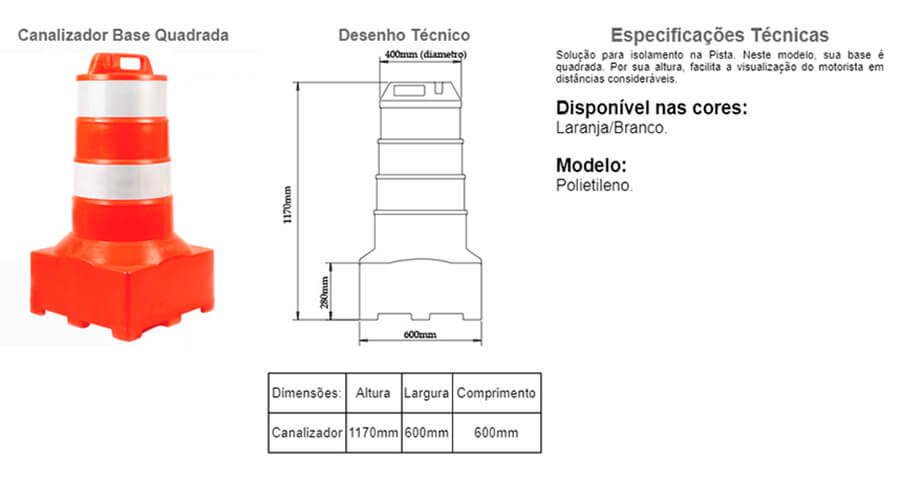 Canalizador Base Quadrada
Desenho Técnico
400mm (diametro)
1170mm
280mm
600mm
Dimensões: Altura Largura Comprimento
Canalizador 1170mm 600mm 600mm
Especificações Técnicas
Solução para isolamento na Pista. Neste modelo, sua base é
quadrada. Por sua altura, facilita a visualização do motorista em
distâncias consideráveis.
Disponível nas cores:
Laranja/Branco.
Modelo:
Polietileno.